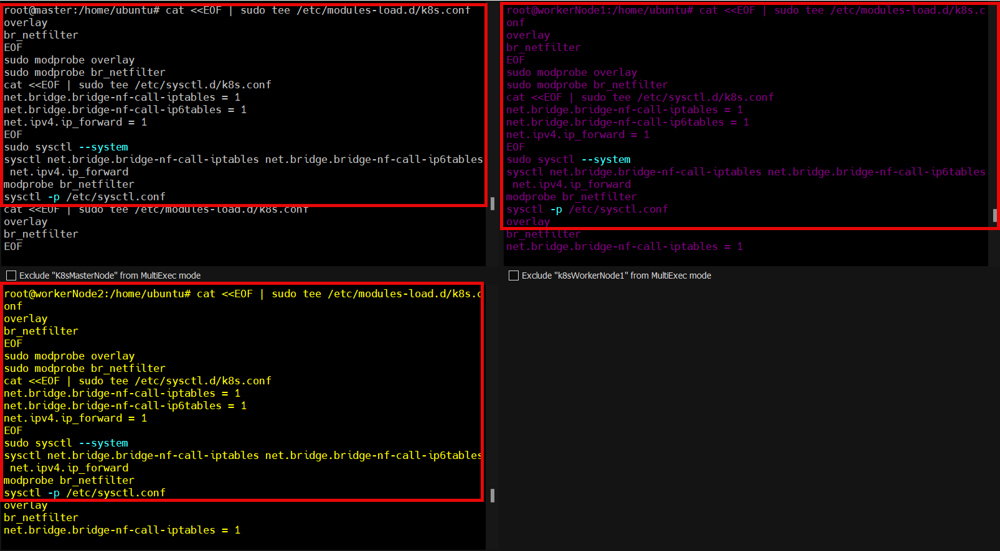 root@master:/home/ubuntu# cat <<EOF | sudo tee /etc/modules-load.d/k8s.conf
overlay
br_netfilter
EOF
sudo modprobe overlay
sudo modprobe br_netfilter
cat <<EOF | sudo tee /etc/sysctl.d/k8s.conf
net.bridge.bridge-nf-call-iptables = 1
net.bridge.bridge-nf-call-ip6tables = 1
net.ipv4.ip_forward = 1
EOF
sudo sysctl --system
sysctl net.bridge.bridge-nf-call-iptables net.bridge.bridge-nf-call-ip6tables
 net.ipv4.ip_forward
modprobe br_netfilter
sysctl -p /etc/sysctl.conf
cat <<EOF | sudo tee /etc/modules-load.d/k8s.conf
overlay
br_netfilter
EOF
Exclude "K8sMasterNode" from MultiExec mode
root@workerNode1:/home/ubuntu# cat <<EOF | sudo tee /etc/modules-load.d/k8s.c
onf
overlay
br_netfilter
EOF
sudo modprobe overlay
sudo modprobe br_netfilter
cat <<EOF | sudo tee /etc/sysctl.d/k8s.conf
net.bridge.bridge-nf-call-iptables = 1
net.bridge.bridge-nf-call-ip6tables = 1
net.ipv4.ip_forward = 1
EOF
sudo sysctl --system
sysctl net.bridge.bridge-nf-call-iptables net.bridge.bridge-nf-call-ip6tables
 net.ipv4.ip_forward
modprobe br_netfilter
sysctl -p /etc/sysctl.conf
overlay
br_netfilter
net.bridge.bridge-nf-call-iptables = 1
Exclude "k8sWorkerNode1" from MultiExec mode
root@workerNode2:/home/ubuntu# cat <<EOF | sudo tee /etc/modules-load.d/k8s.c
onf
overlay
br_netfilter
EOF
sudo modprobe overlay
sudo modprobe br_netfilter
cat <<EOF | sudo tee /etc/sysctl.d/k8s.conf
net.bridge.bridge-nf-call-iptables = 1
net.bridge.bridge-nf-call-ip6tables = 1
net.ipv4.ip_forward = 1
EOF
sudo sysctl --system
sysctl net.bridge.bridge-nf-call-iptables net.bridge.bridge-nf-call-ip6tables
 net.ipv4.ip_forward
modprobe br_netfilter
sysctl -p /etc/sysctl.conf
overlay
br_netfilter
net.bridge.bridge-nf-call-iptables = 1